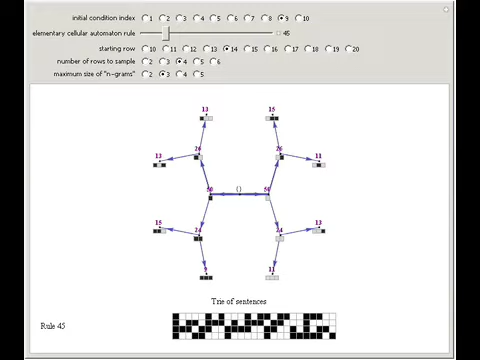 initial condition index 1 2 3 4 5 6 7 8 9 10
elementary cellular automaton rule 45
starting row 10 11 12 13 14 15 16 17 18 19 20
number of rows to sample 2 3 4 5 6
maximum size of "n-grams" 2 3 4 5
13 15
26 26
13 11
50 {} 50
15 24 24 13
9 11
Trie of sentences
Rule 45